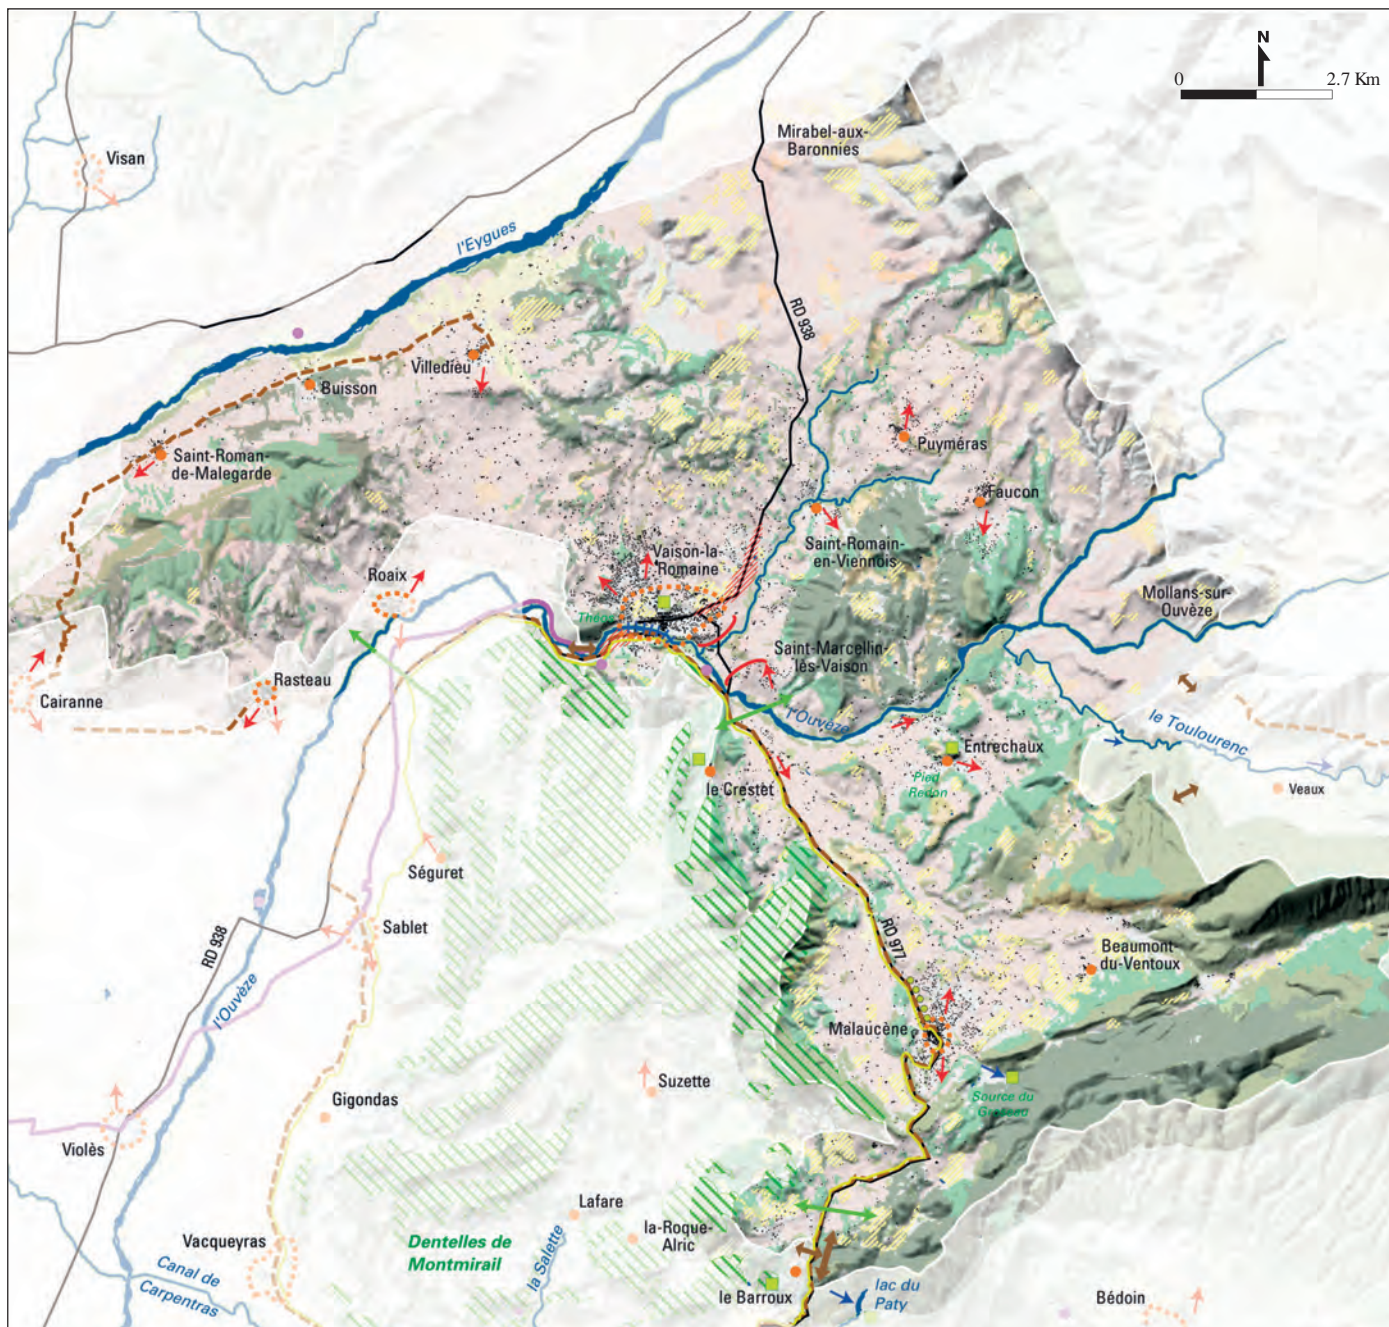 N
0
2.7 Km
Mirabel-aux-
Baronnies
Visan
l'Eygues
RD 938
Villedieu
Buisson
Puyméras
Saint-Roman-
de-Malegarde
Faucon
Saint-Romain-
en-Viennois
Vaison-la-
Romaine
Roaix
Théos
Mollans-sur-
Ouvèze
Saint-Marcellin-
lès-Vaison
Rasteau
Cairanne
l'Ouvèze
le Toulourenc
Entrechaux
Pied
Redon
le Crestet
Veaux
Séguret
Sablet
RD 938
RD 977
Beaumont
du-Ventoux
l'Ouvèze
Malaucène
Suzette
Source du
Groseau
Gigondas
Violès
Lafare
la-Roque-
Alric
Vacqueyras
Dentelles de
Montmirail
la Salette
Canal de
Carpentras
le Barroux
lac du
Paty
Bédoin